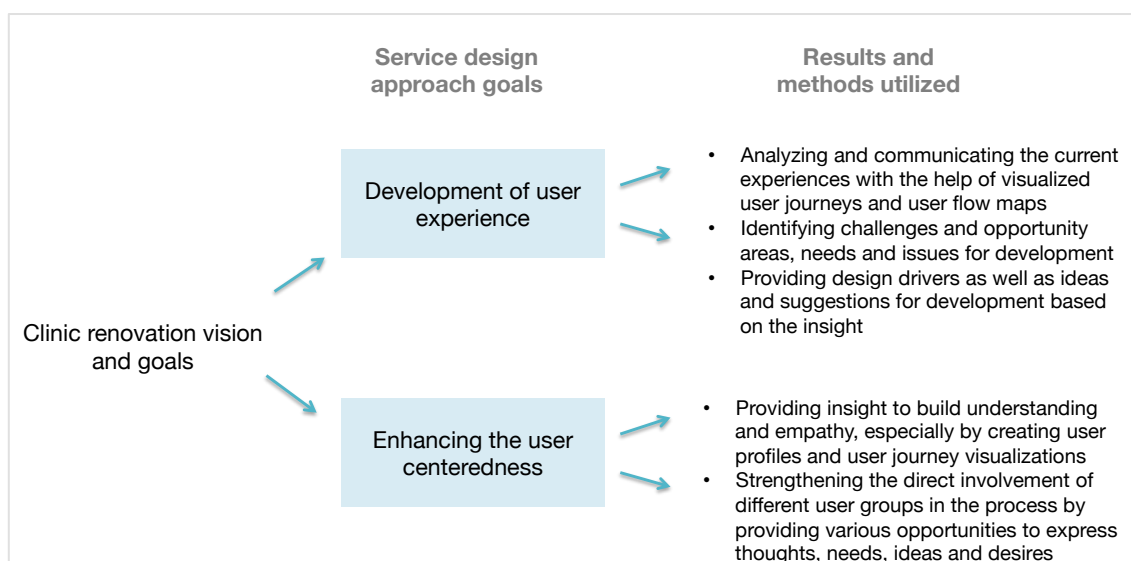 Service design
approach goals
Results and
methods utilized
Clinic renovation vision
and goals
Development of user
experience
• Analyzing and communicating the current
experiences with the help of visualized
user journeys and user flow maps
• Identifying challenges and opportunity
areas, needs and issues for development
• Providing design drivers as well as ideas
and suggestions for development based
on the insight
Enhancing the user
centeredness
• Providing insight to build understanding
and empathy, especially by creating user
profiles and user journey visualizations
• Strengthening the direct involvement of
different user groups in the process by
providing various opportunities to express
thoughts, needs, ideas and desires